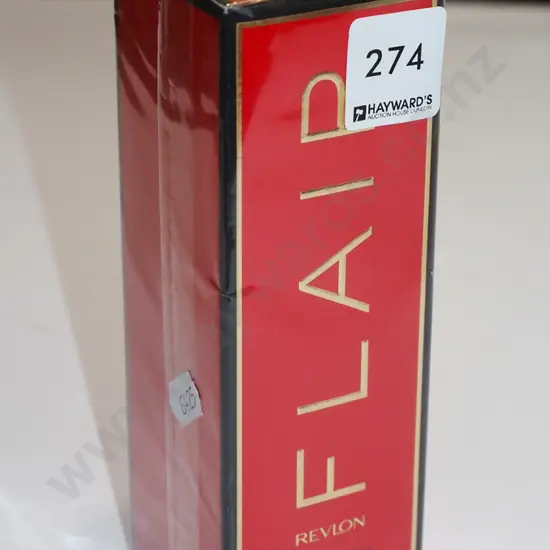 274
HAYWARD'S
AUCTION HOUSE DUNEDIN
FLAIR
REVLON